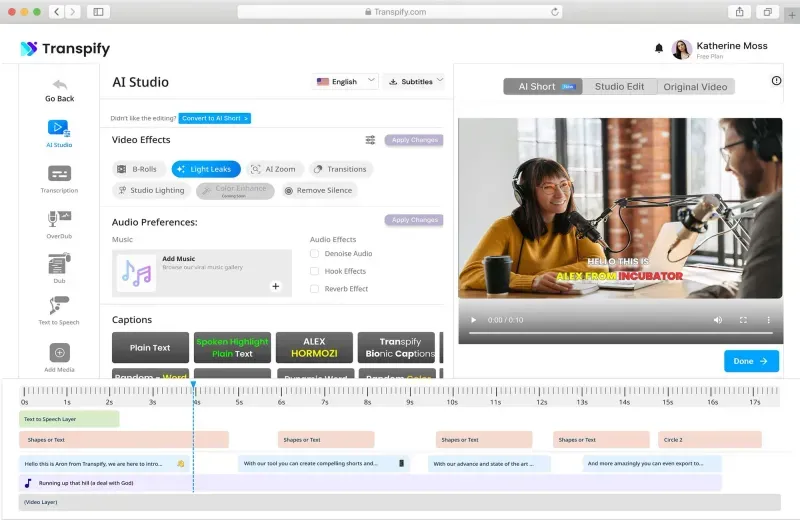 Transpify.com
Transpify
Katherine Moss
Free Plan
Go Back
AI Studio
Transcription
OverDub
Dub
Text to Speech
Add Media
AI Studio
English
Subtitles
Didn't like the editing?
Convert to AI Short >
Video Effects
Apply Changes
B-Rolls
Light Leaks
AI Zoom
Transitions
Studio Lighting
Color Enhance
Coming Soon
Remove Silence
Audio Preferences:
Apply Changes
Music
Add Music
Browse our viral music gallery
Audio Effects
Denoise Audio
Hook Effects
Reverb Effect
Captions
Plain Text
Spoken Highlight
Plain Text
ALEX
HORMOZI
Transpify
Bionic Captions
Random - Word
Dynamic Word
Random Color
AI Short
New
Studio Edit
Original Video
HELLO THIS IS
ALEX FROM INCUBATOR
0:00 / 0:10
Done
0s 1s 2s 3s 4s 5s 6s 7s 8s 9s 10s 11s 12s 13s 14s 15s 16s 17s
Text to Speech Layer
Shapes or Text
Shapes or Text
Shapes or Text
Shapes or Text
Circle 2
Hello this is Aron from Transpify, we are here to intro...
With our tool you can create compelling shorts and...
With our advance and state of the art ...
And more amazingly you can even export to...
Running up that hill (a deal with God)
(Video Layer)